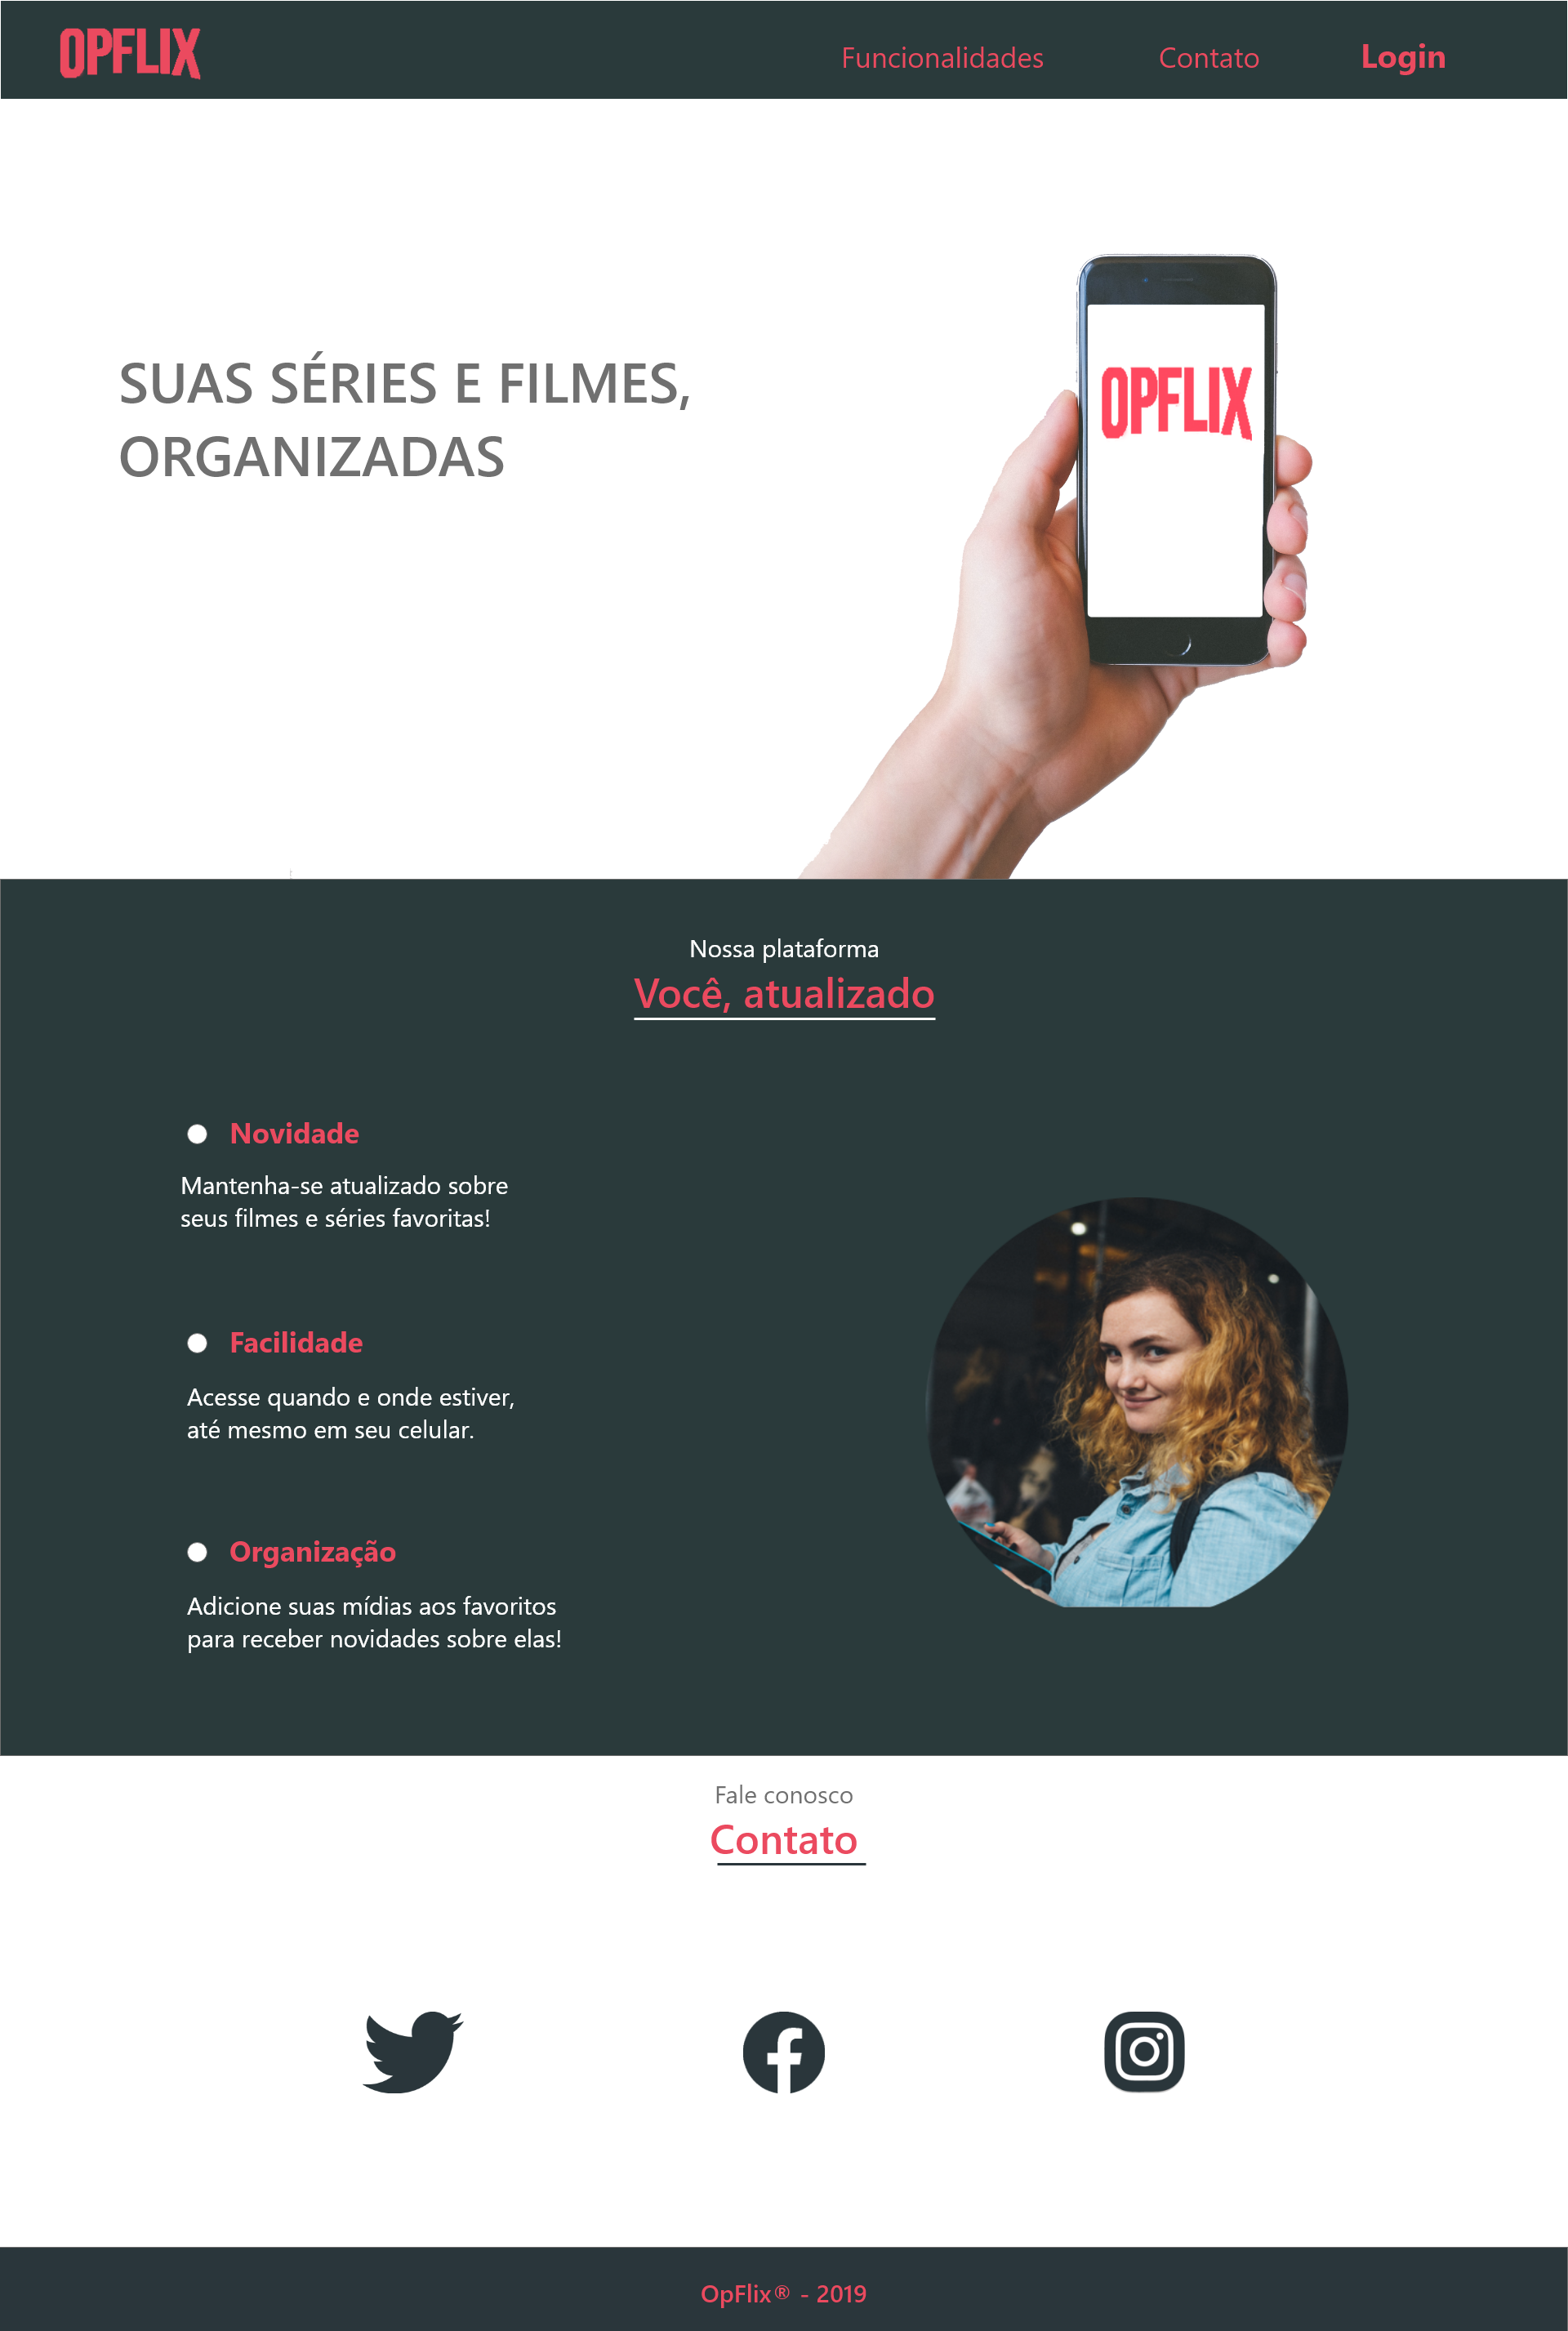 OPFLIX
Funcionalidades
Contato
Login
SUAS SÉRIES E FILMES,
ORGANIZADAS
OPFLIX
Nossa plataforma
Você, atualizado
Novidade
Mantenha-se atualizado sobre
seus filmes e séries favoritas!
Facilidade
Acesse quando e onde estiver,
até mesmo em seu celular.
Organização
Adicione suas mídias aos favoritos
para receber novidades sobre elas!
Fale conosco
Contato
OpFlix® - 2019